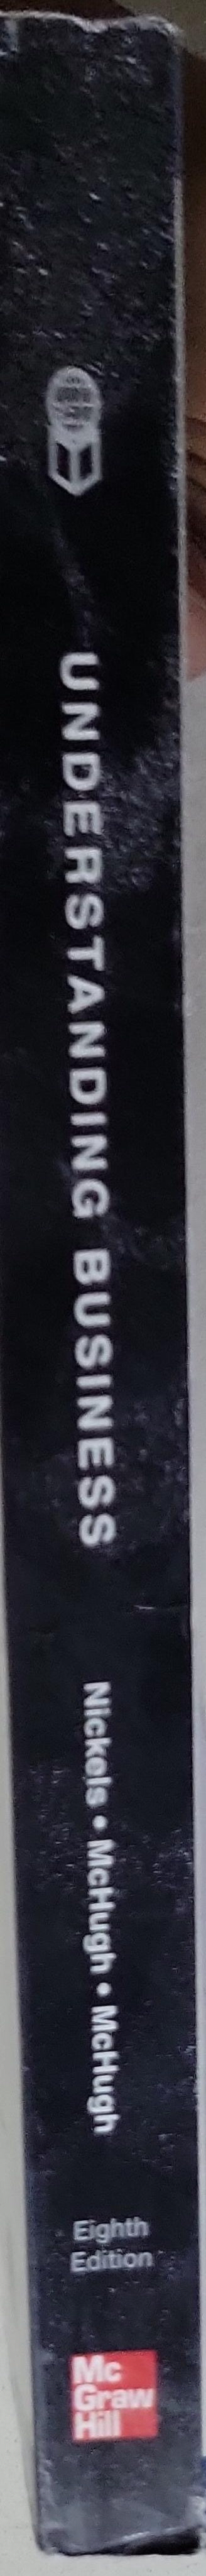 UNDERSTANDING BUSINESS
Nickels • McHugh • McHugh
Eighth
Edition
Mc
Graw
Hill